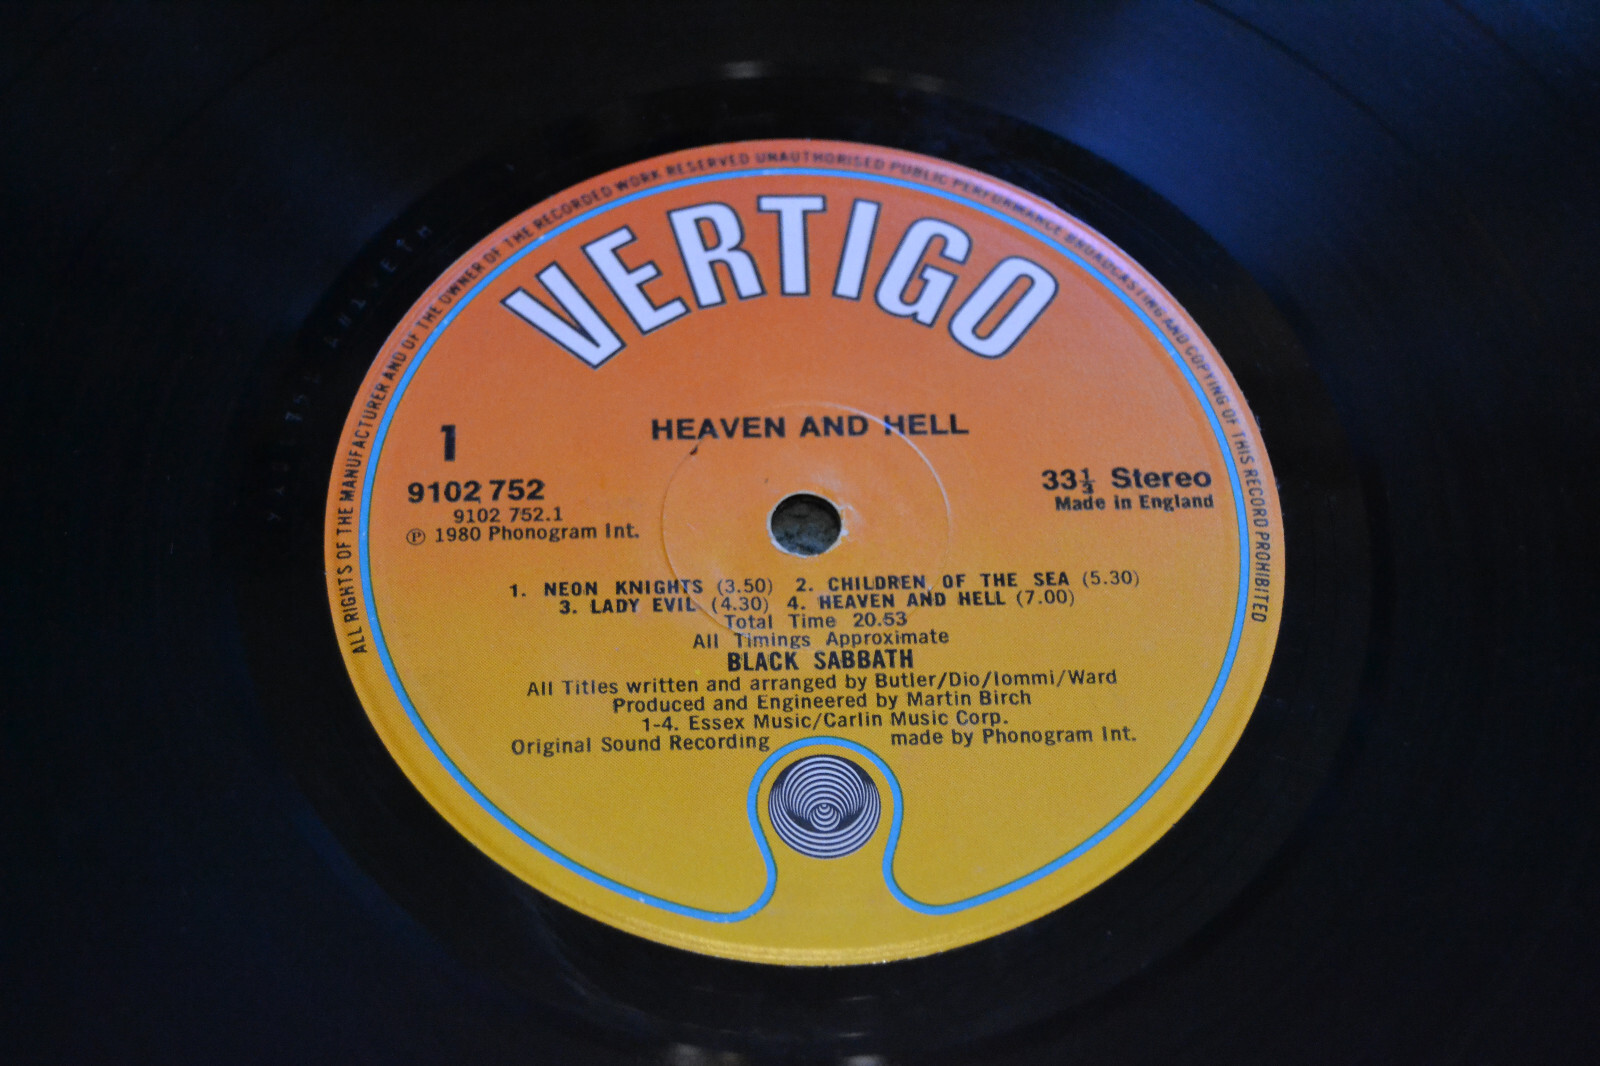 ALL RIGHTS OF THE MANUFACTURER AND OF THE OWNER OF THE RECORDED WORK RESERVED UNAUTHORISED PUBLIC PERFORMANCE BROADCASTING AND COPYING OF THIS RECORD PROHIBITED
VERTIGO
HEAVEN AND HELL
1
9102 752
9102 752.1
℗ 1980 Phonogram Int.
33⅓ Stereo
Made in England
1. NEON KNIGHTS (3.50) 2. CHILDREN OF THE SEA (5.30)
3. LADY EVIL (4.30) 4. HEAVEN AND HELL (7.00)
Total Time 20.53
All Timings Approximate
BLACK SABBATH
All Titles written and arranged by Butler/Dio/Iommi/Ward
Produced and Engineered by Martin Birch
1-4. Essex Music/Carlin Music Corp.
Original Sound Recording made by Phonogram Int.